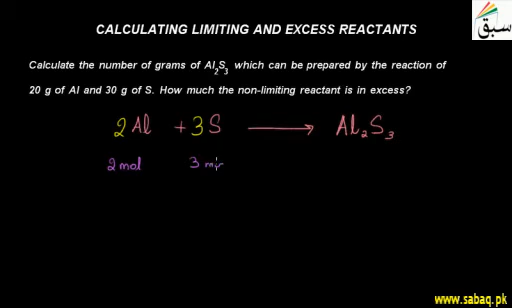 سبق
CALCULATING LIMITING AND EXCESS REACTANTS
Calculate the number of grams of Al₂S₃ which can be prepared by the reaction of
20 g of Al and 30 g of S. How much the non-limiting reactant is in excess?
2Al + 3S ⟶ Al₂S₃
2 mol 3
www.sabaq.pk